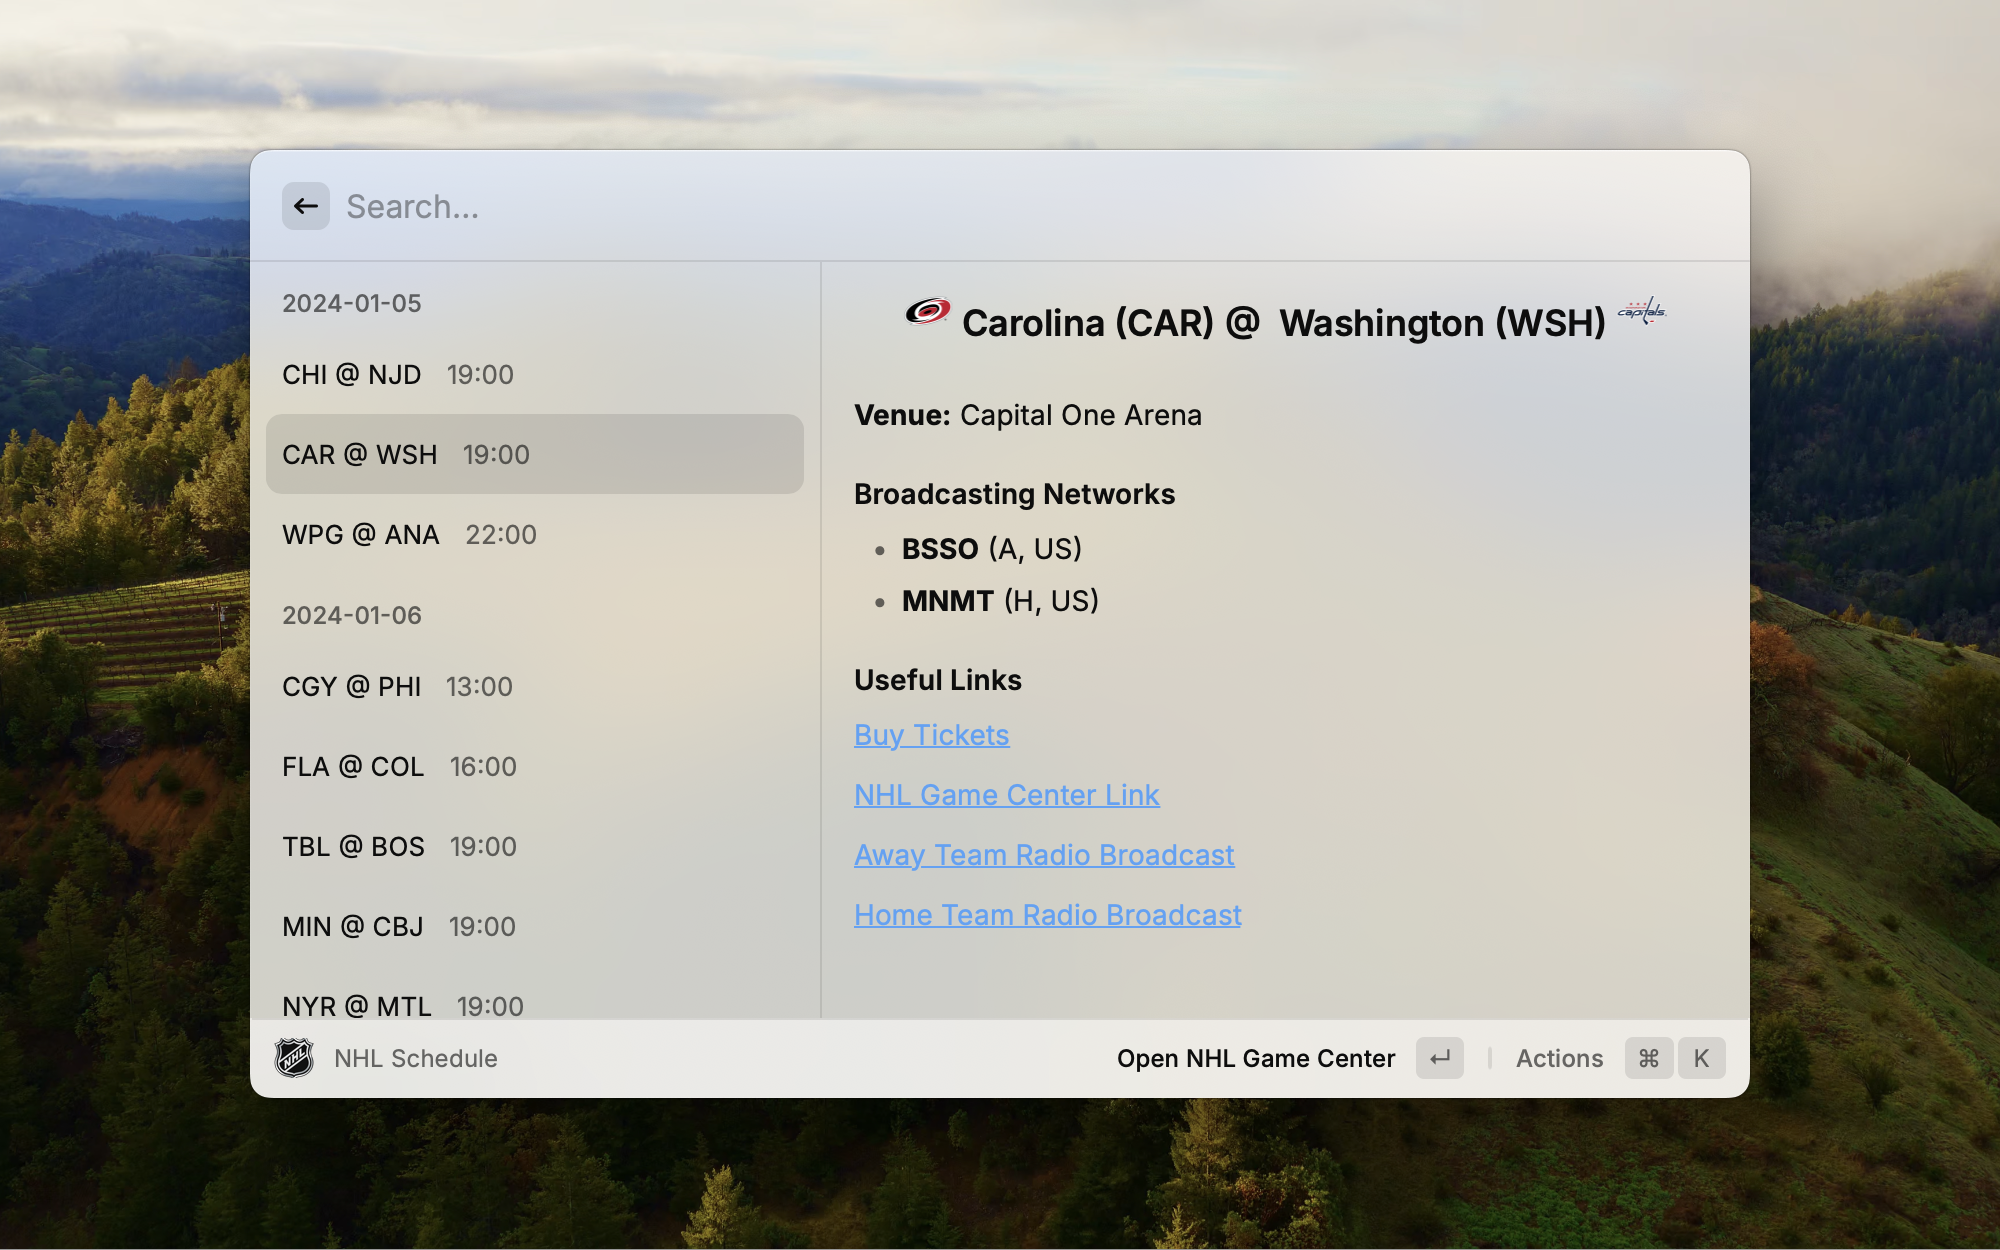 Search...
2024-01-05
CHI @ NJD 19:00
CAR @ WSH 19:00
WPG @ ANA 22:00
2024-01-06
CGY @ PHI 13:00
FLA @ COL 16:00
TBL @ BOS 19:00
MIN @ CBJ 19:00
NYR @ MTL 19:00
Carolina (CAR) @ Washington (WSH) capitals
Venue: Capital One Arena
Broadcasting Networks
• BSSO (A, US)
• MNMT (H, US)
Useful Links
Buy Tickets
NHL Game Center Link
Away Team Radio Broadcast
Home Team Radio Broadcast
NHL NHL Schedule
Open NHL Game Center ↵ Actions ⌘ K